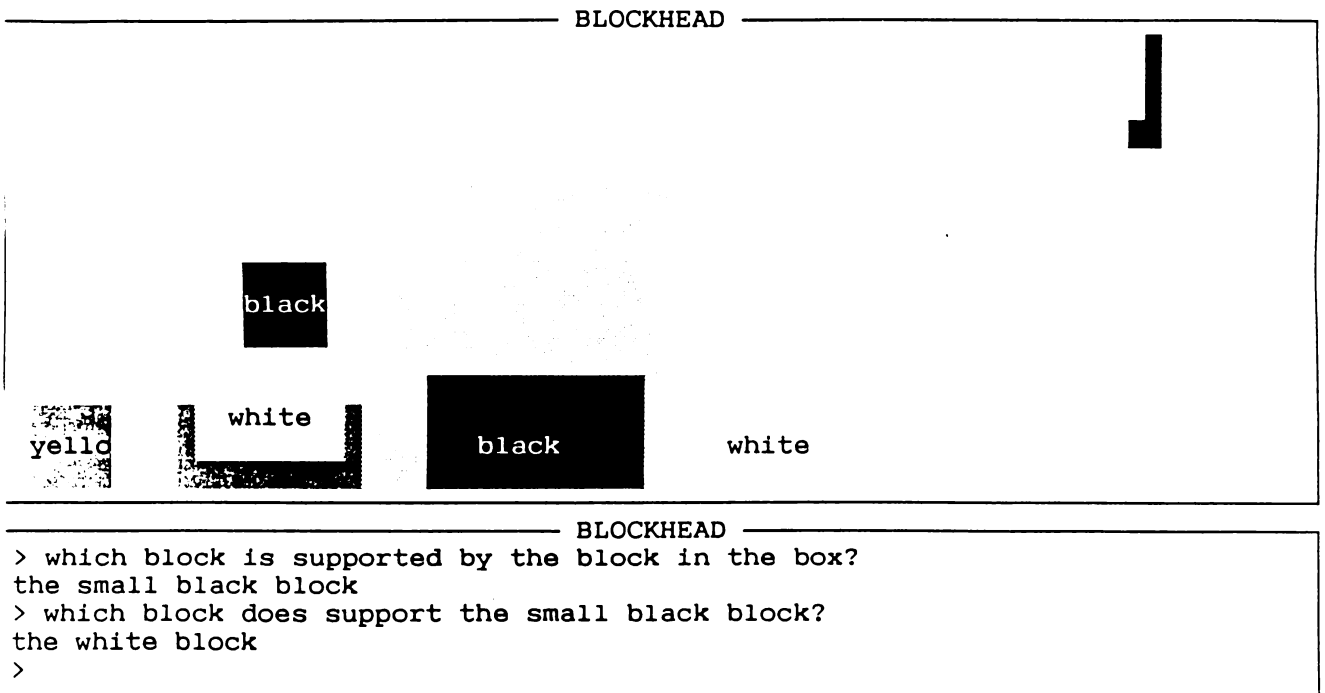 BLOCKHEAD
black
white
yello
black
white
BLOCKHEAD
> which block is supported by the block in the box?
the small black block
> which block does support the small black block?
the white block
>